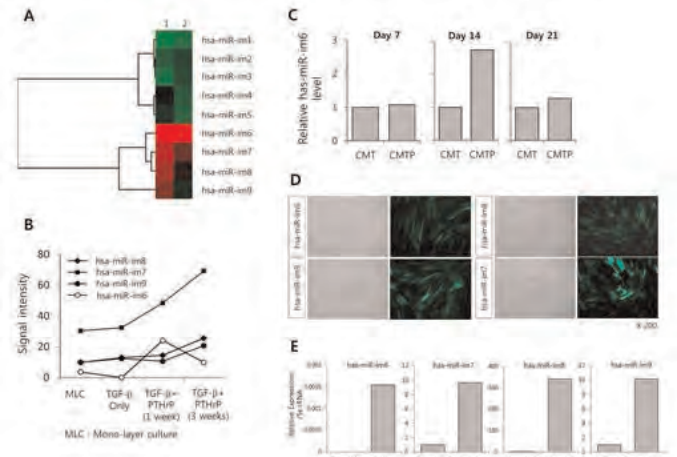 A
1 2
hsa-miR-im1
hsa-miR-im2
hsa-miR-im3
hsa-miR-im4
hsa-miR-im5
hsa-miR-im6
hsa-miR-im7
hsa-miR-im8
hsa-miR-im9
B
Signal intensity
80
60
40
20
0
hsa-miR-im8
hsa-miR-im7
hsa-miR-im9
hsa-miR-im6
MLC
TGF-β Only
TGF-β+ PTHrP (1 week)
TGF-β+ PTHrP (3 weeks)
MLC : Mono-layer culture
C
Relative has-miR-im6 level
Day 7 Day 14 Day 21
3
2
1
0
CMT CMTP CMT CMTP CMT CMTP
D
hsa-miR-im6
hsa-miR-im8
hsa-miR-im9
hsa-miR-im7
E
Relative Expression
hsa-miR-im6 hsa-miR-im7 hsa-miR-im8 hsa-miR-im9